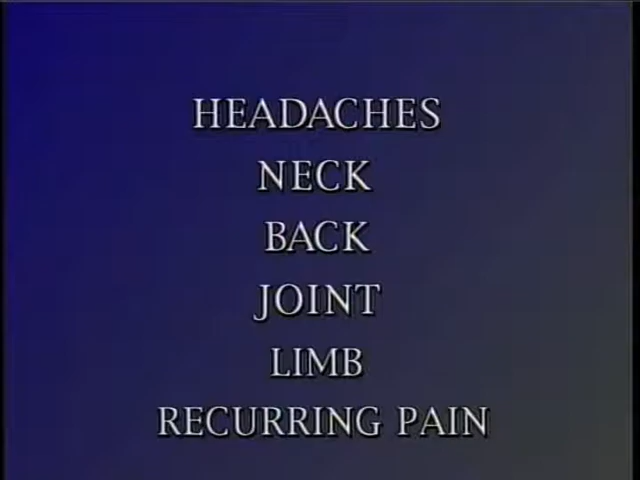 HEADACHES
NECK
BACK
JOINT
LIMB
RECURRING PAIN